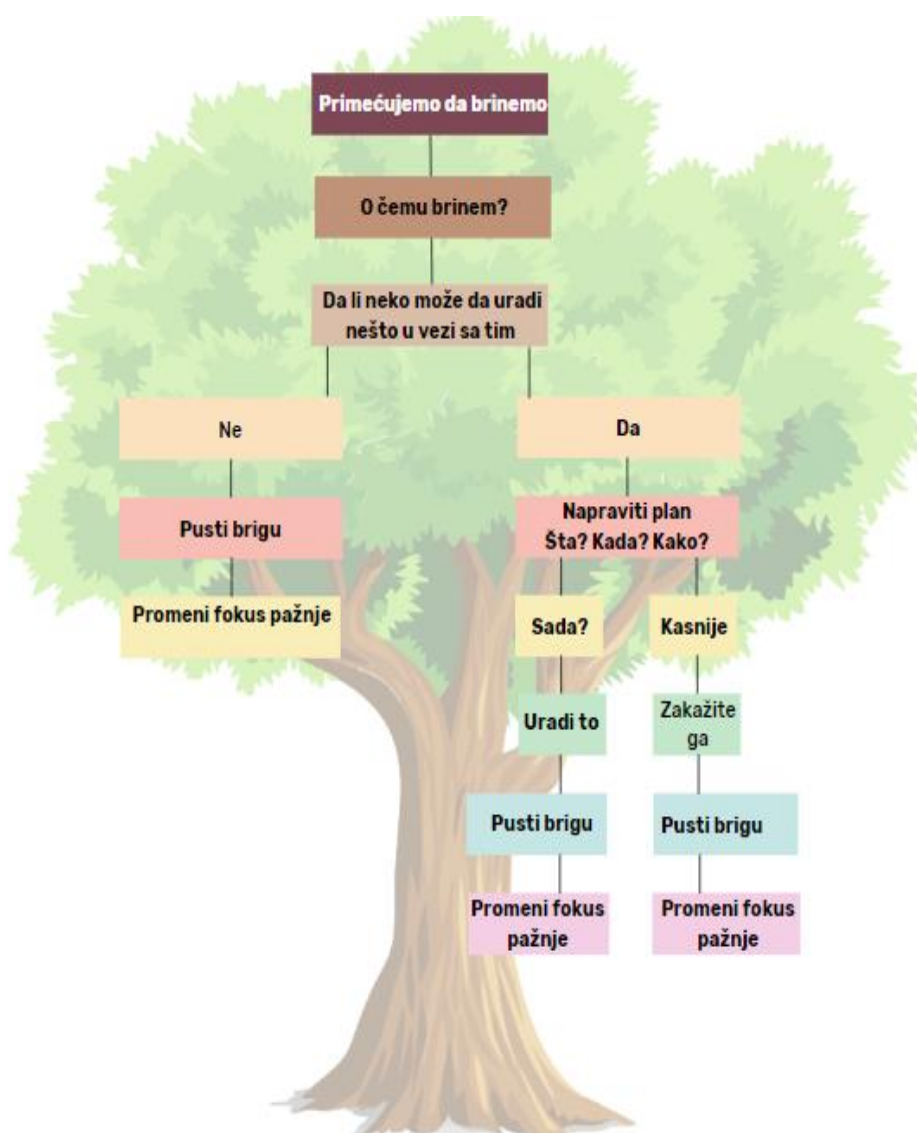 Primećujemo da brinemo
O čemu brinem?
Da li neko može da uradi
nešto u vezi sa tim
Ne
Da
Pusti brigu
Napraviti plan
Šta? Kada? Kako?
Promeni fokus pažnje
Sada?
Kasnije
Uradi to
Zakažite
ga
Pusti brigu
Pusti brigu
Promeni fokus
pažnje
Promeni fokus
pažnje